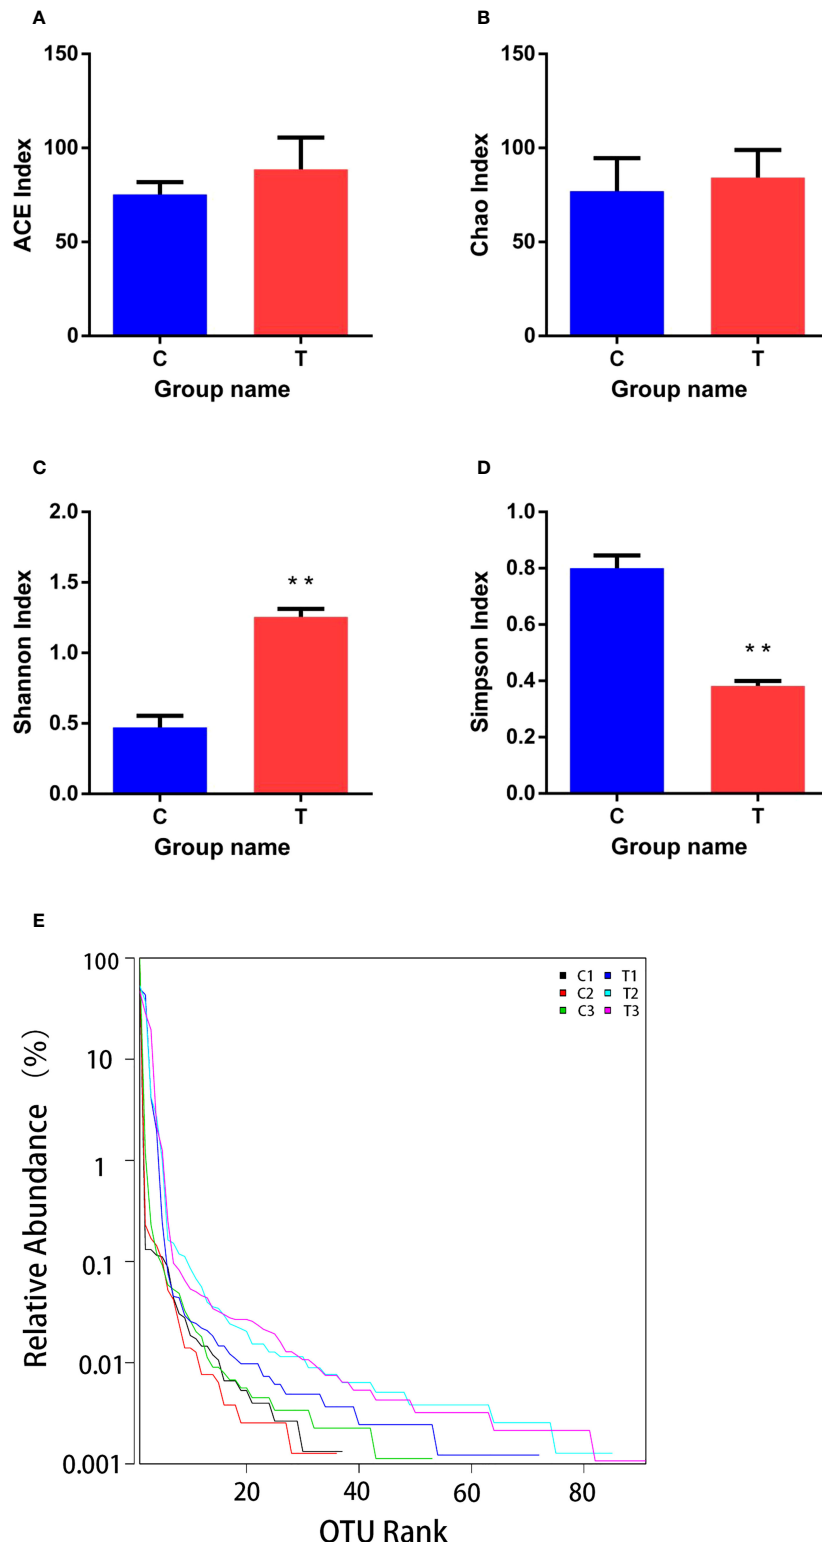 A
B
150
100
50
0
ACE Index
C
T
Group name
150
100
50
0
Chao Index
C
T
Group name
C
D
2.0
1.5
1.0
0.5
0.0
Shannon Index
**
C
T
Group name
1.0
0.8
0.6
0.4
0.2
0.0
Simpson Index
**
C
T
Group name
E
100
10
1
0.1
0.01
0.001
Relative Abundance (%)
C1 T1
C2 T2
C3 T3
20 40 60 80
OTU Rank